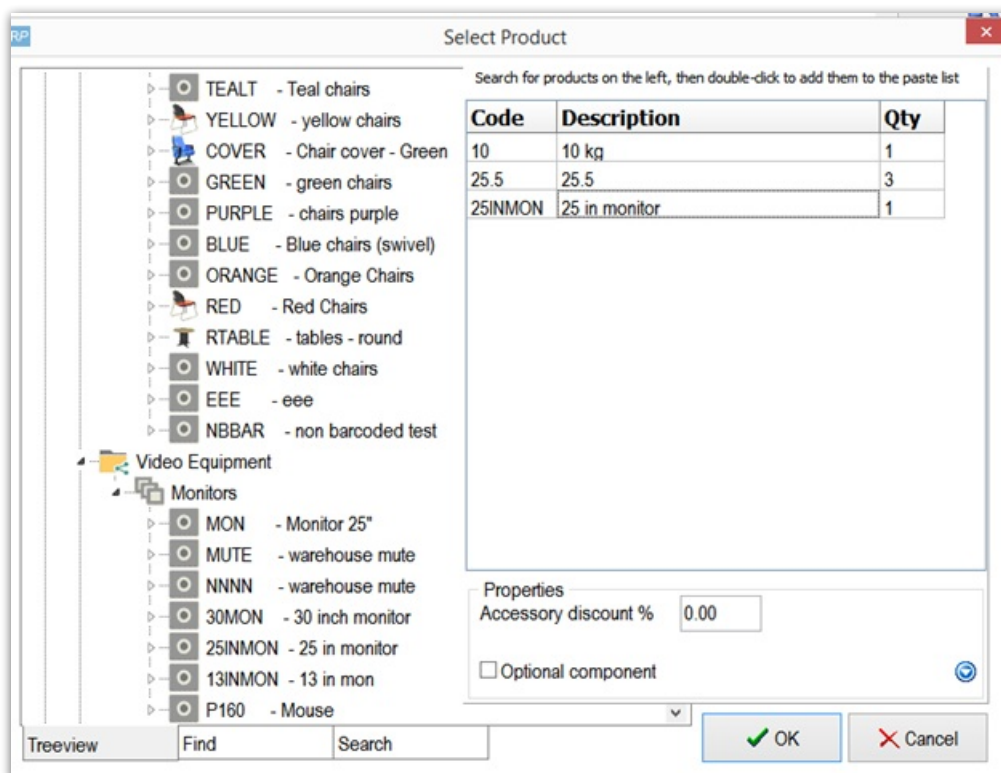 RP
Select Product
TEALT - Teal chairs
YELLOW - yellow chairs
COVER - Chair cover - Green
GREEN - green chairs
PURPLE - chairs purple
BLUE - Blue chairs (swivel)
ORANGE - Orange Chairs
RED - Red Chairs
RTABLE - tables - round
WHITE - white chairs
EEE - eee
NBBAR - non barcoded test
Video Equipment
Monitors
MON - Monitor 25"
MUTE - warehouse mute
NNNN - warehouse mute
30MON - 30 inch monitor
25INMON - 25 in monitor
13INMON - 13 in mon
P160 - Mouse
Treeview Find Search
Search for products on the left, then double-click to add them to the paste list
Code Description Qty
10 10 kg 1
25.5 25.5 3
25INMON 25 in monitor 1
Properties
Accessory discount % 0.00
Optional component
OK Cancel